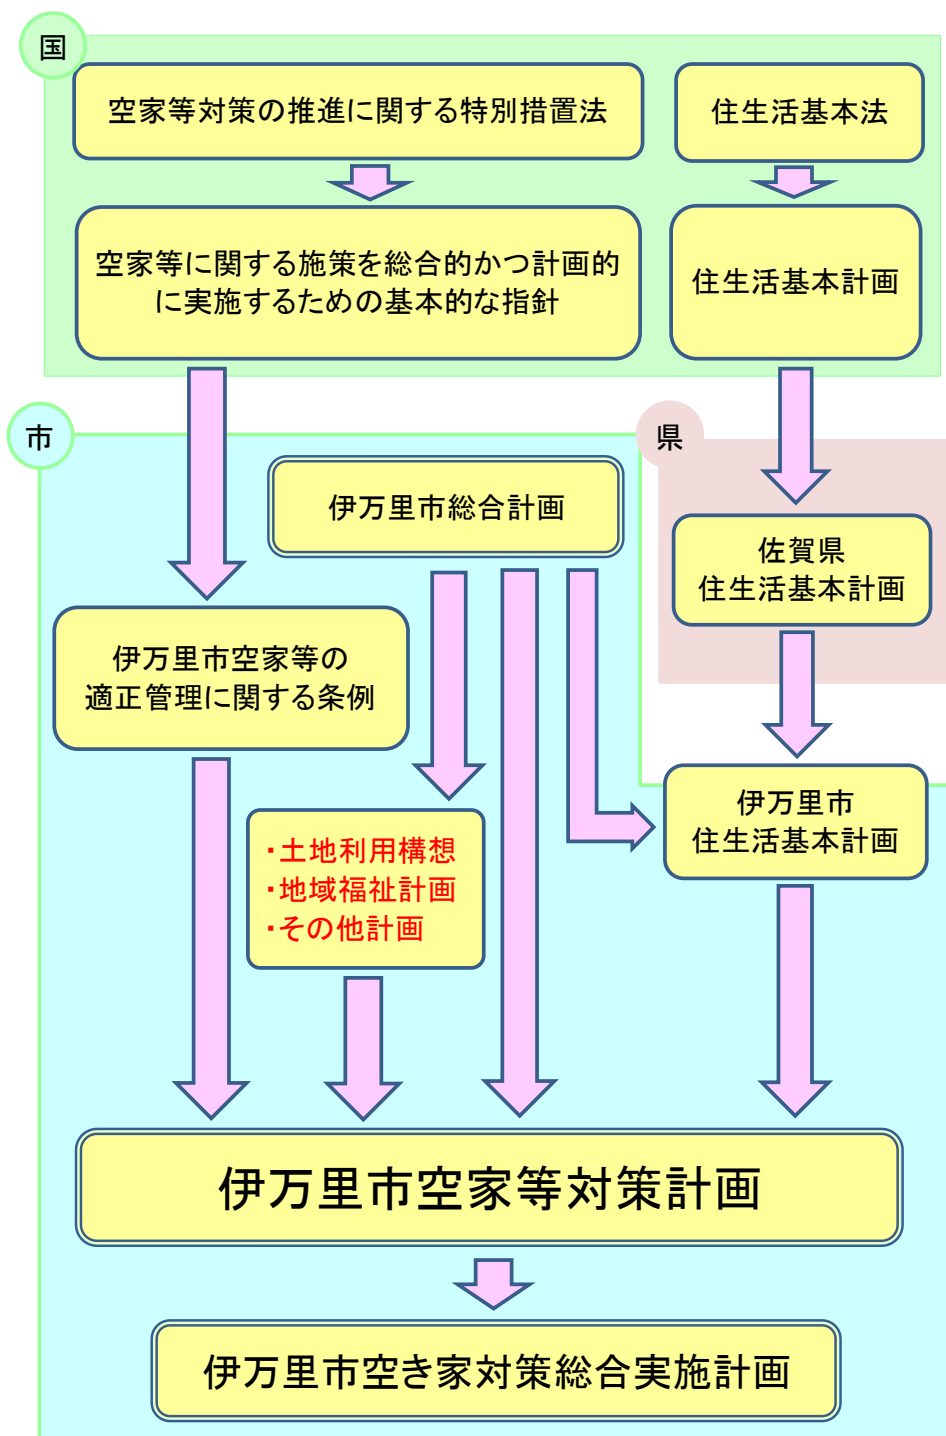 国
空家等対策の推進に関する特別措置法
住生活基本法
空家等に関する施策を総合的かつ計画的
に実施するための基本的な指針
住生活基本計画
市
県
伊万里市総合計画
佐賀県
住生活基本計画
伊万里市空家等の
適正管理に関する条例
伊万里市
住生活基本計画
・土地利用構想
・地域福祉計画
・その他計画
伊万里市空家等対策計画
伊万里市空き家対策総合実施計画